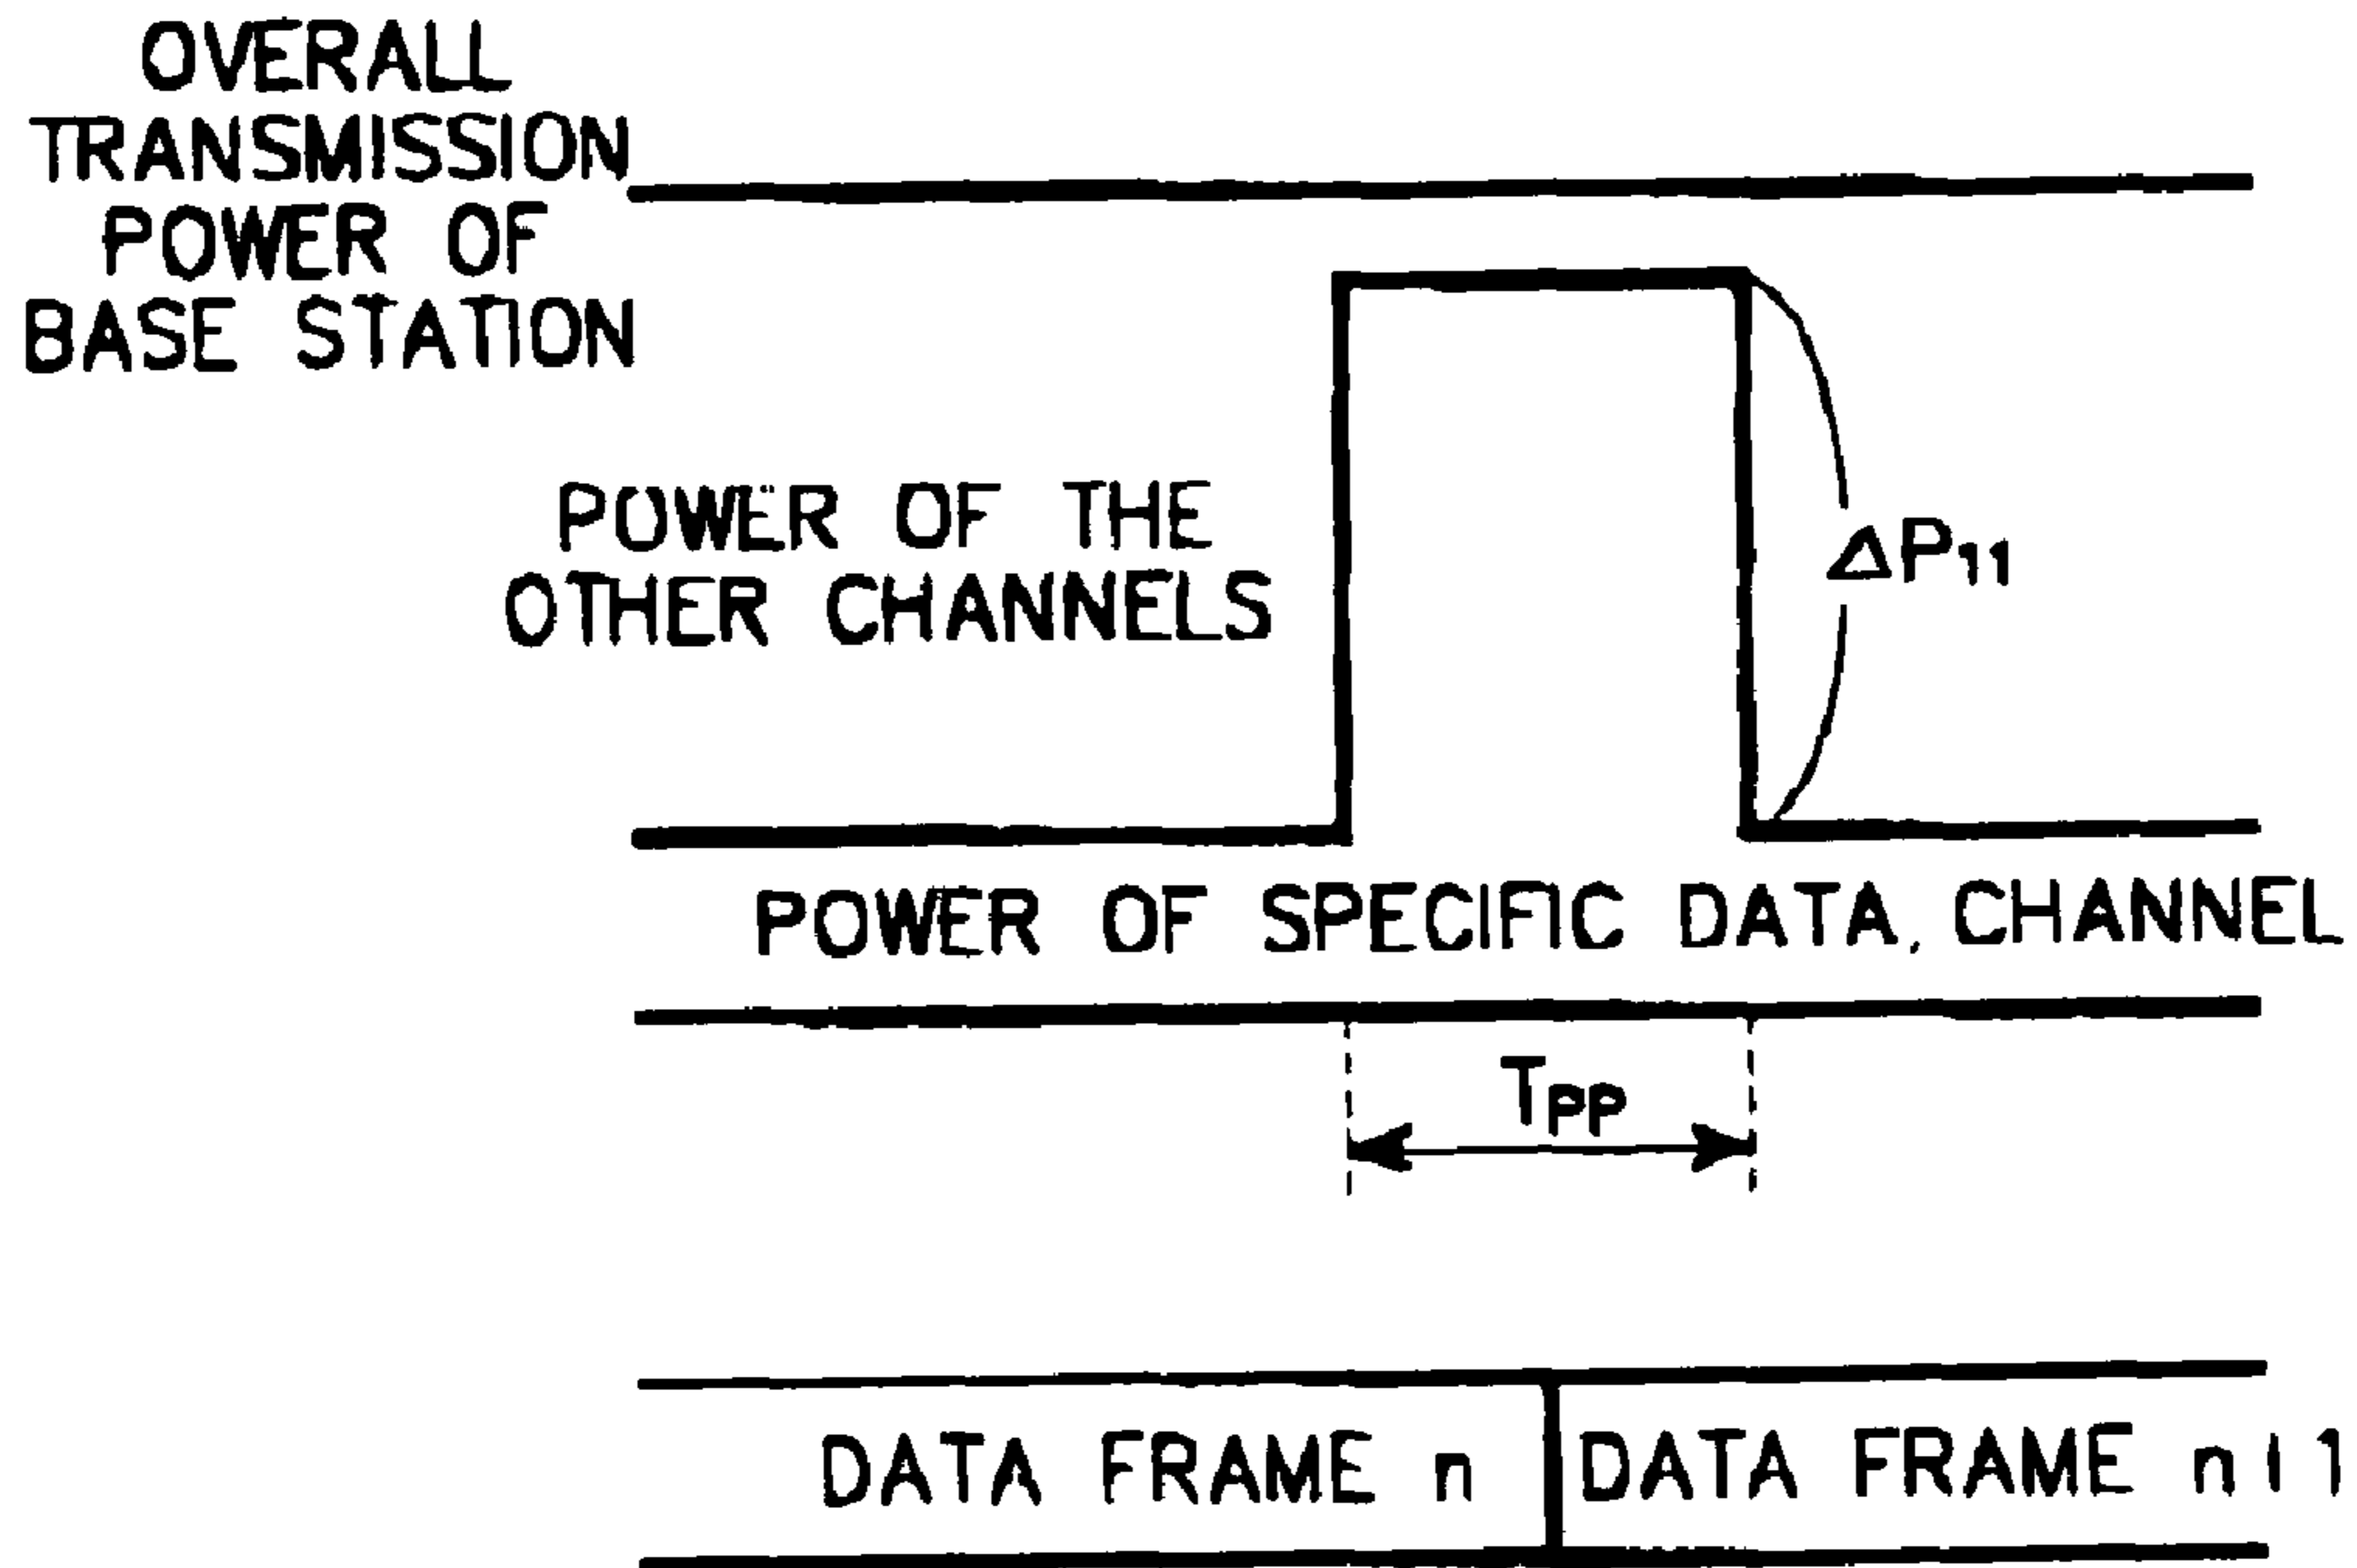 OVERALL
TRANSMISSION
POWER OF
BASE STATION
POWER OF THE
OTHER CHANNELS
ΔP11
POWER OF SPECIFIC DATA, CHANNEL
TPP
DATA FRAME n
DATA FRAME n ı 1